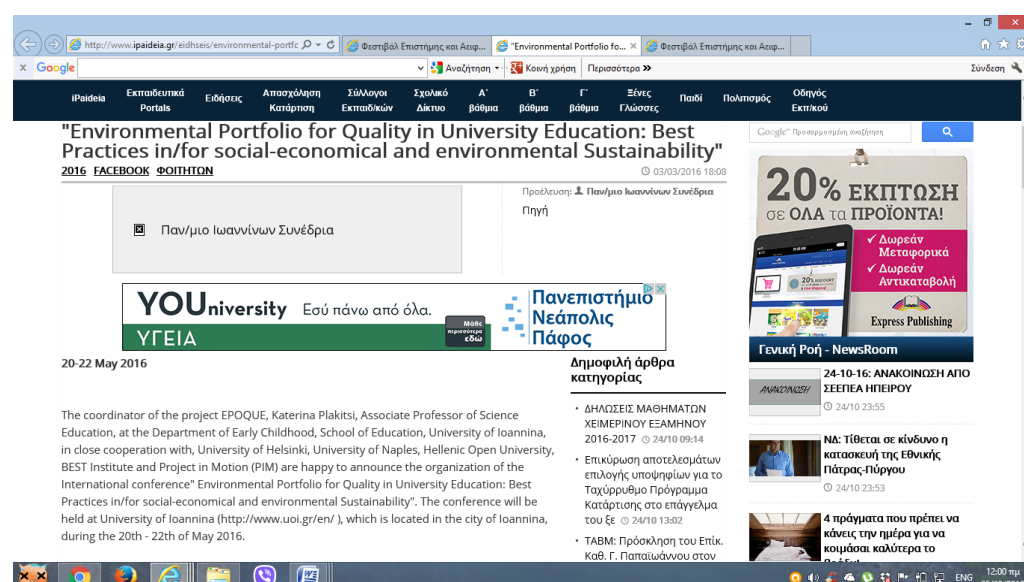 http://www.ipaideia.gr/eidhseis/environmental-portfc
Φεστιβάλ Επιστήμης και Αειφ...
"Environmental Portfolio fo...
Φεστιβάλ Επιστήμης και Αειφ...
Google
Αναζήτηση
Κοινή χρήση
Περισσότερα »
Σύνδεση
iPaideia
Εκπαιδευτικά Portals
Ειδήσεις
Απασχόληση Κατάρτιση
Σύλλογοι Εκπαιδ/κών
Σχολικό Δίκτυο
Α΄ βάθμια
Β΄ βάθμια
Γ΄ βάθμια
Ξένες Γλώσσες
Παιδί
Πολιτισμός
Οδηγός Εκπ/κού
"Environmental Portfolio for Quality in University Education: Best
Practices in/for social-economical and environmental Sustainability"
2016 FACEBOOK ΦΟΙΤΗΤΩΝ
03/03/2016 18:08
Παν/μιο Ιωαννίνων Συνέδρια
Προέλευση: Παν/μιο Ιωαννίνων Συνέδρια
Πηγή
YOUniversity Εσύ πάνω από όλα.
ΥΓΕΙΑ
Μάθε
περισσότερα
εδώ
Πανεπιστήμιο
Νεάπολις
Πάφος
20-22 May 2016
The coordinator of the project EPOQUE, Katerina Plakitsi, Associate Professor of Science
Education, at the Department of Early Childhood, School of Education, University of Ioannina,
in close cooperation with, University of Helsinki, University of Naples, Hellenic Open University,
BEST Institute and Project in Motion (PIM) are happy to announce the organization of the
International conference" Environmental Portfolio for Quality in University Education: Best
Practices in/for social-economical and environmental Sustainability". The conference will be
held at University of Ioannina (http://www.uoi.gr/en/ ), which is located in the city of Ioannina,
during the 20th - 22th of May 2016.
Δημοφιλή άρθρα
κατηγορίας
ΔΗΛΩΣΕΙΣ ΜΑΘΗΜΑΤΩΝ
ΧΕΙΜΕΡΙΝΟΥ ΕΞΑΜΗΝΟΥ
2016-2017 24/10 09:14
Επικύρωση αποτελεσμάτων
επιλογής υποψηφίων για το
Ταχύρρυθμο Πρόγραμμα
Κατάρτισης στο επάγγελμα
του ξε 24/10 13:02
ΤΑΒΜ: Πρόσκληση του Επίκ.
Καθ. Γ. Παπαϊωάννου στον
Google™ Προσαρμοσμένη αναζήτηση
20% ΕΚΠΤΩΣΗ
σε ΟΛΑ τα ΠΡΟΪΟΝΤΑ!
✓ Δωρεάν
Μεταφορικά
✓ Δωρεάν
Αντικαταβολή
Express Publishing
Γενική Ροή - NewsRoom
ΑΝΑΚΟΙΝΩΣΗ
24-10-16: ΑΝΑΚΟΙΝΩΣΗ ΑΠΟ
ΣΕΕΠΕΑ ΗΠΕΙΡΟΥ
24/10 23:55
ΝΔ: Τίθεται σε κίνδυνο η
κατασκευή της Εθνικής
Πάτρας-Πύργου
24/10 23:53
4 πράγματα που πρέπει να
κάνεις την ημέρα για να
κοιμάσαι καλύτερα το
ENG
12:00 πμ